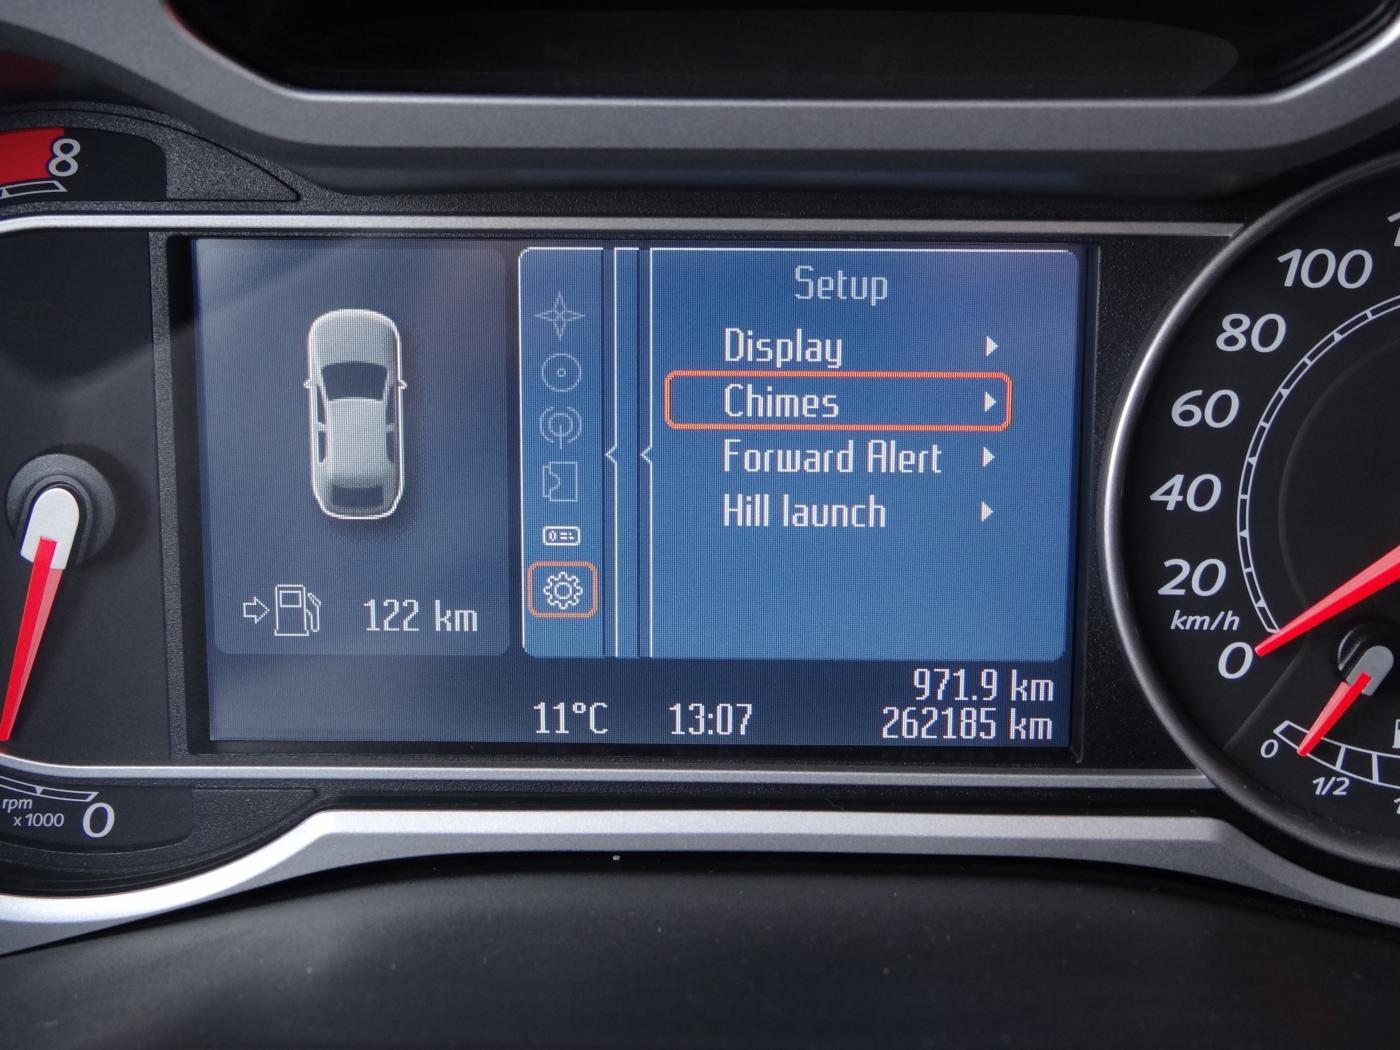 8
Setup
Display
Chimes
Forward Alert
Hill launch
122 km
971.9 km
11°C 13:07 262185 km
rpm
x1000 0
100
80
60
40
20
km/h
0
0
1/2